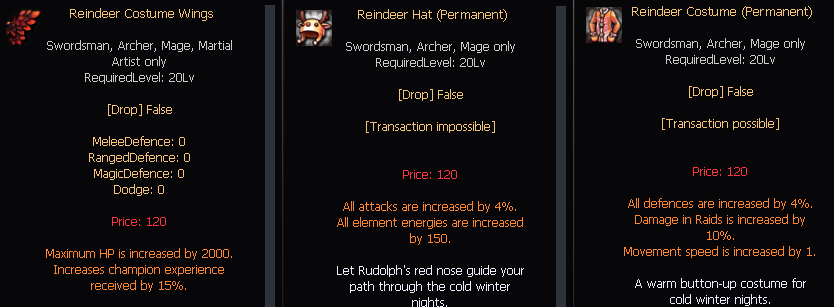 Reindeer Costume Wings
Swordsman, Archer, Mage, Martial
Artist only
RequiredLevel: 20Lv
[Drop] False
MeleeDefence: 0
RangedDefence: 0
MagicDefence: 0
Dodge: 0
Price: 120
Maximum HP is increased by 2000.
Increases champion experience
received by 15%.
Reindeer Hat (Permanent)
Swordsman, Archer, Mage only
RequiredLevel: 20Lv
[Drop] False
[Transaction impossible]
Price: 120
All attacks are increased by 4%.
All element energies are increased
by 150.
Let Rudolph's red nose guide your
path through the cold winter
nights.
Reindeer Costume (Permanent)
Swordsman, Archer, Mage only
RequiredLevel: 20Lv
[Drop] False
[Transaction possible]
Price: 120
All defences are increased by 4%.
Damage in Raids is increased by
10%.
Movement speed is increased by 1.
A warm button-up costume for
cold winter nights.